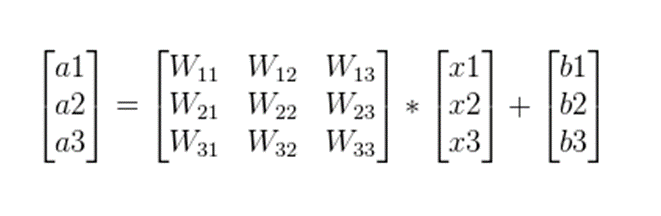 a1 W₁₁ W₁₂ W₁₃ x1 b1
a2 = W₂₁ W₂₂ W₂₃ * x2 + b2
a3 W₃₁ W₃₂ W₃₃ x3 b3